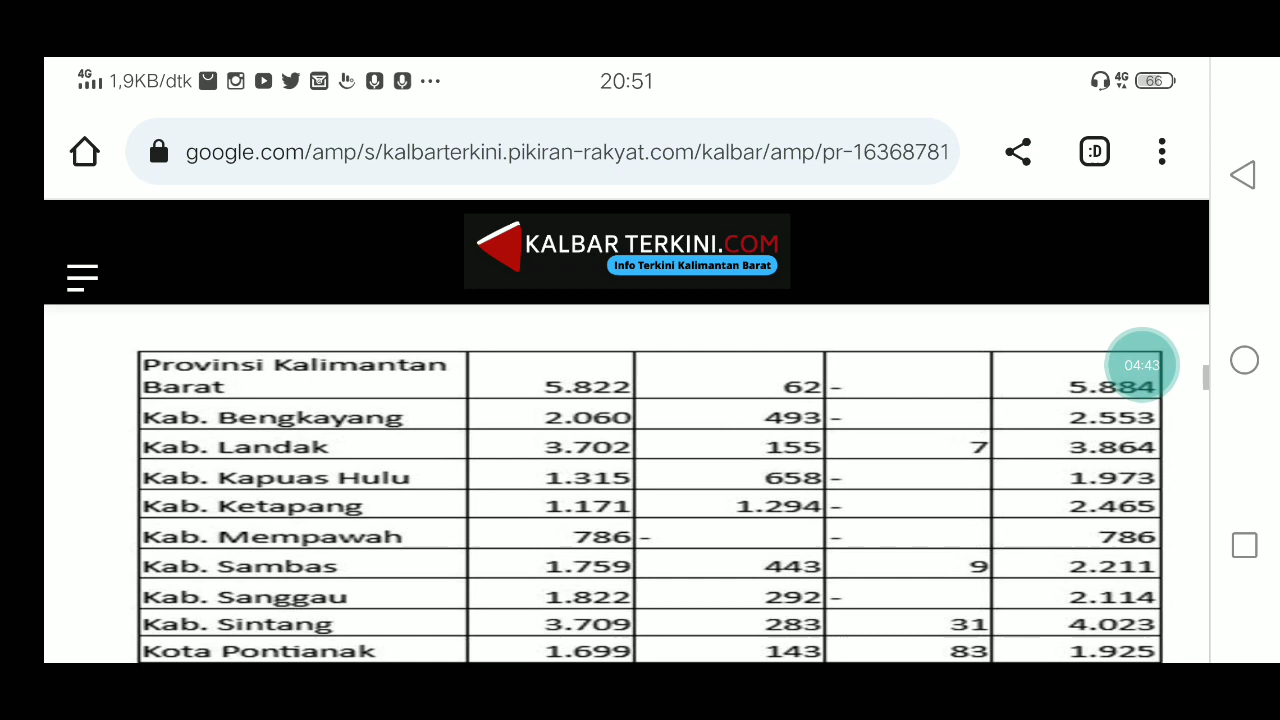 4G 1,9KB/dtk 20:51 4G 66
google.com/amp/s/kalbarterkini.pikiran-rakyat.com/kalbar/amp/pr-16368781
:D
KALBAR TERKINI.COM
Info Terkini Kalimantan Barat
04:43
Provinsi Kalimantan
Barat 5.822 62 - 5.884
Kab. Bengkayang 2.060 493 - 2.553
Kab. Landak 3.702 155 7 3.864
Kab. Kapuas Hulu 1.315 658 - 1.973
Kab. Ketapang 1.171 1.294 - 2.465
Kab. Mempawah 786 - - 786
Kab. Sambas 1.759 443 9 2.211
Kab. Sanggau 1.822 292 - 2.114
Kab. Sintang 3.709 283 31 4.023
Kota Pontianak 1.699 143 83 1.925